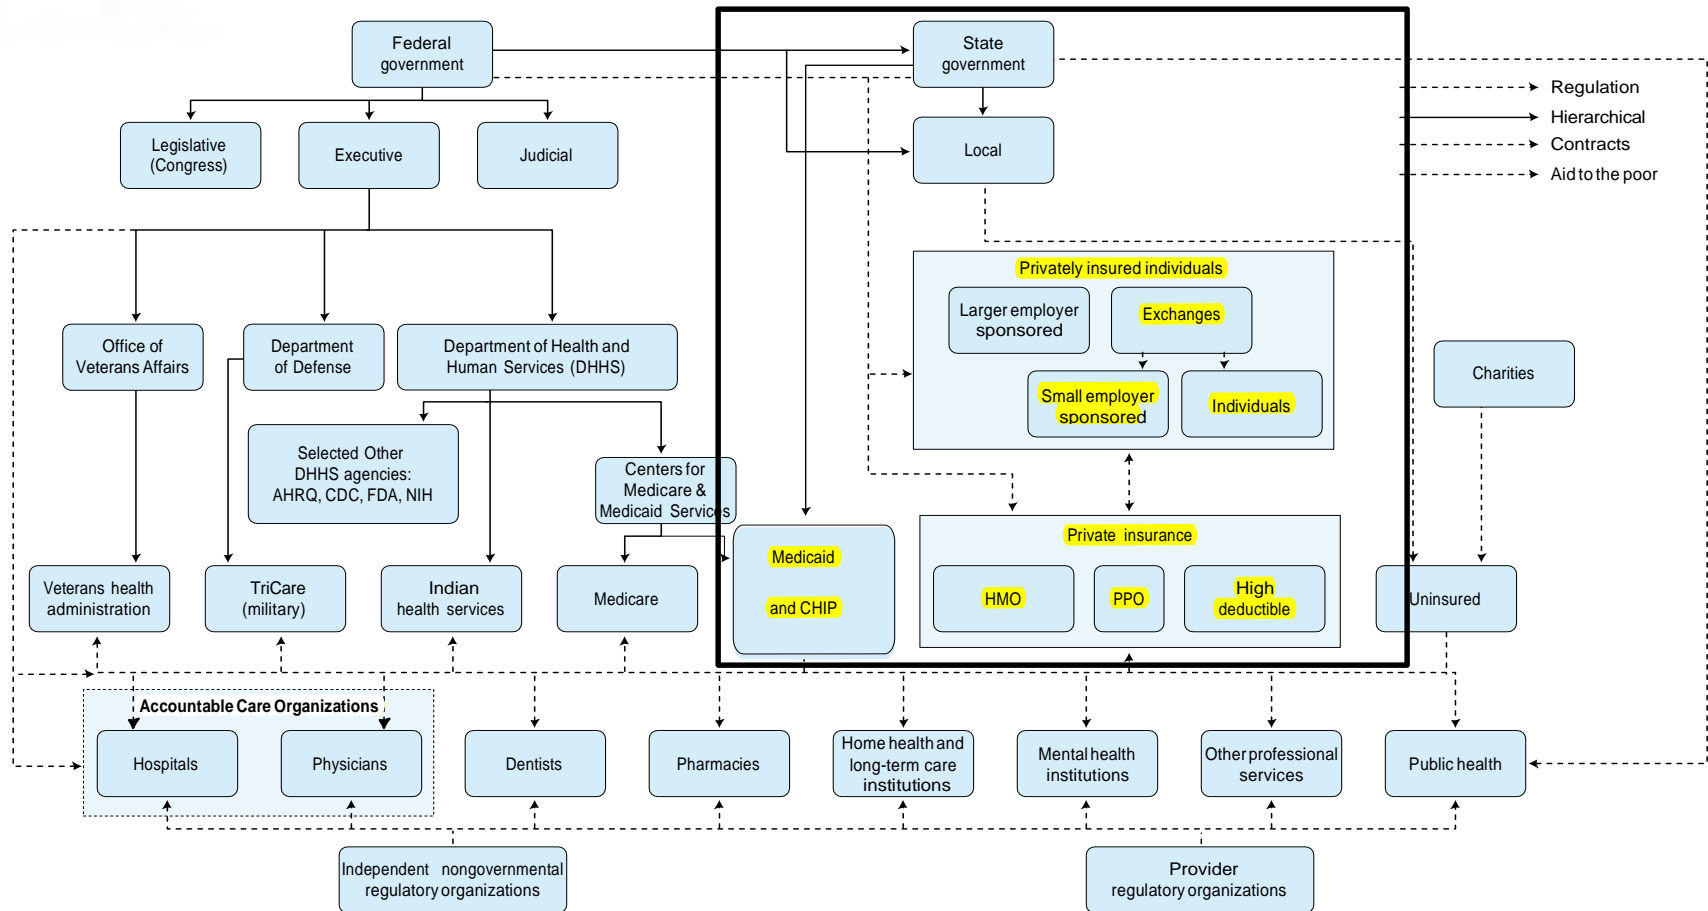 Federal
government
State
government
Regulation
Hierarchical
Contracts
Aid to the poor
Legislative
(Congress)
Executive
Judicial
Local
Privately insured individuals
Larger employer
sponsored
Exchanges
Small employer
sponsored
Individuals
Office of
Veterans Affairs
Department
of Defense
Department of Health and
Human Services (DHHS)
Charities
Selected Other
DHHS agencies:
AHRQ, CDC, FDA, NIH
Centers for
Medicare &
Medicaid Services
Private insurance
Veterans health
administration
TriCare
(military)
Indian
health services
Medicare
Medicaid
and CHIP
HMO
PPO
High
deductible
Uninsured
Accountable Care Organizations
Hospitals
Physicians
Dentists
Pharmacies
Home health and
long-term care
institutions
Mental health
institutions
Other professional
services
Public health
Independent nongovernmental
regulatory organizations
Provider
regulatory organizations